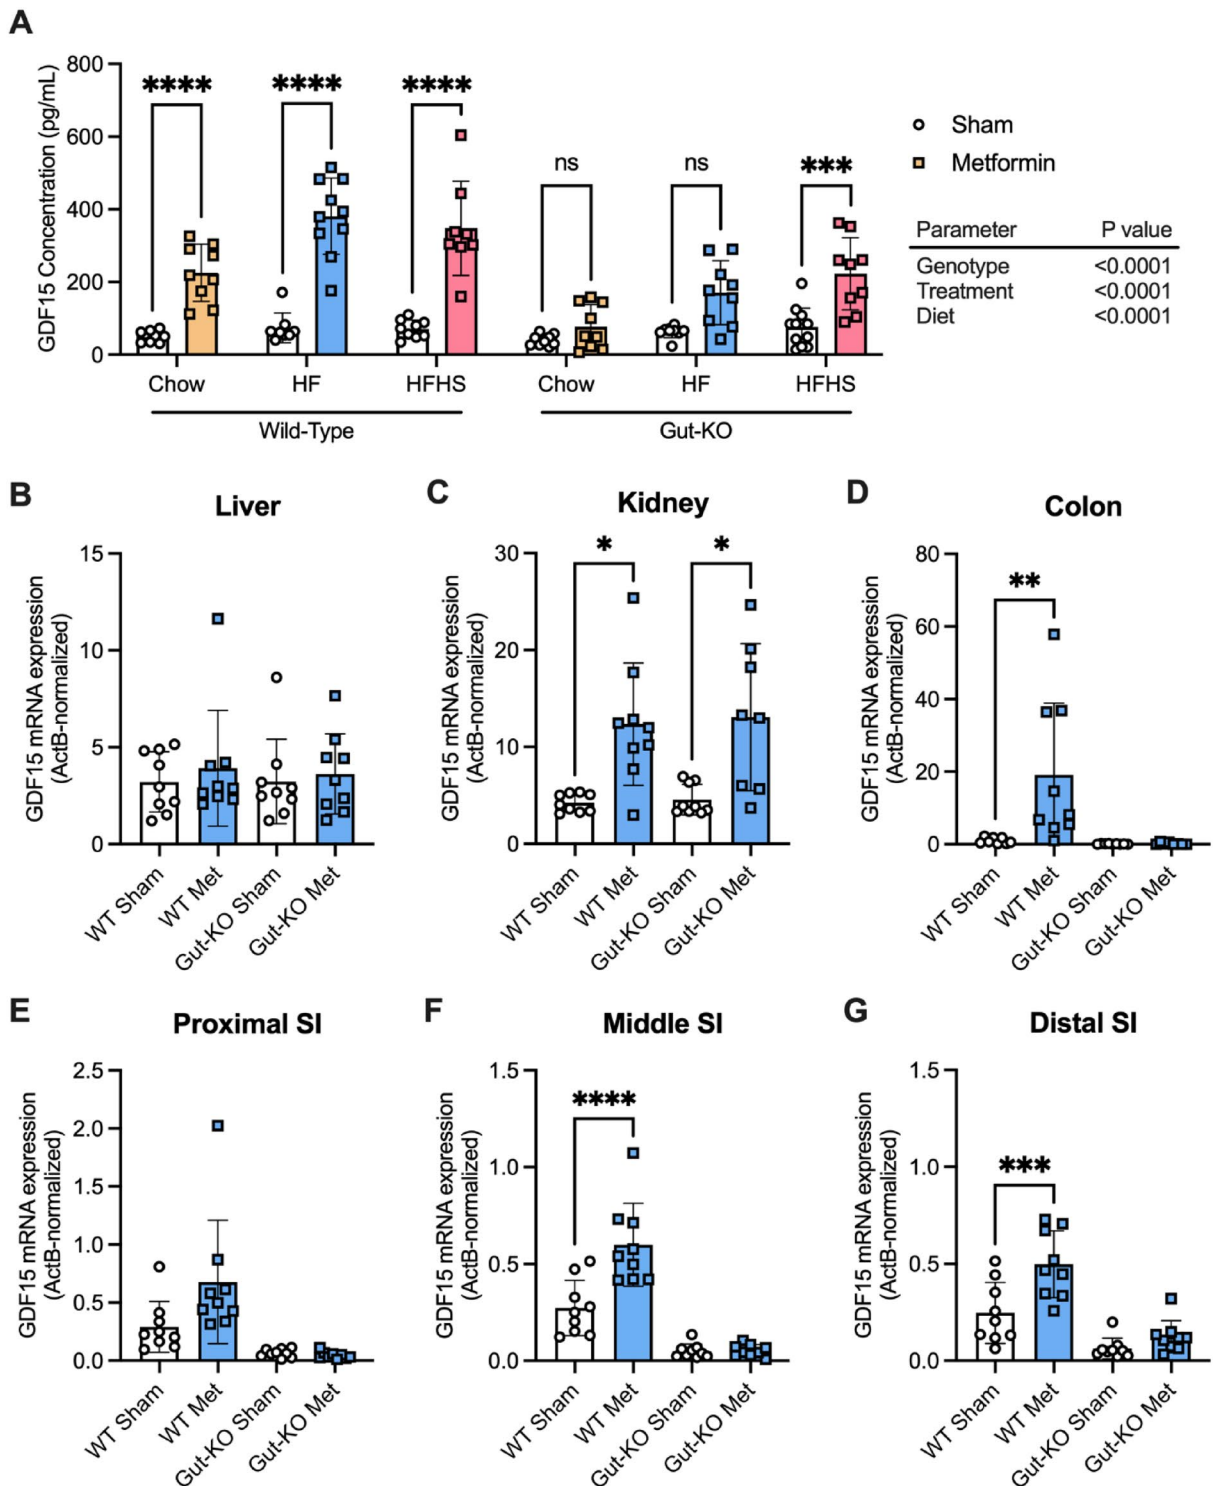 A
800
600
400
200
0
GDF15 Concentration (pg/mL)
**** **** **** ns ns ***
Chow HF HFHS Chow HF HFHS
Wild-Type Gut-KO
Sham
Metformin
Parameter P value
Genotype <0.0001
Treatment <0.0001
Diet <0.0001
B
Liver
GDF15 mRNA expression
(ActB-normalized)
15
10
5
0
WT Sham
WT Met
Gut-KO Sham
Gut-KO Met
C
Kidney
GDF15 mRNA expression
(ActB-normalized)
30
20
10
0
* *
WT Sham
WT Met
Gut-KO Sham
Gut-KO Met
D
Colon
GDF15 mRNA expression
(ActB-normalized)
80
60
40
20
0
**
WT Sham
WT Met
Gut-KO Sham
Gut-KO Met
E
Proximal SI
GDF15 mRNA expression
(ActB-normalized)
2.5
2.0
1.5
1.0
0.5
0.0
WT Sham
WT Met
Gut-KO Sham
Gut-KO Met
F
Middle SI
GDF15 mRNA expression
(ActB-normalized)
1.5
1.0
0.5
0.0
****
WT Sham
WT Met
Gut-KO Sham
Gut-KO Met
G
Distal SI
GDF15 mRNA expression
(ActB-normalized)
1.5
1.0
0.5
0.0
***
WT Sham
WT Met
Gut-KO Sham
Gut-KO Met